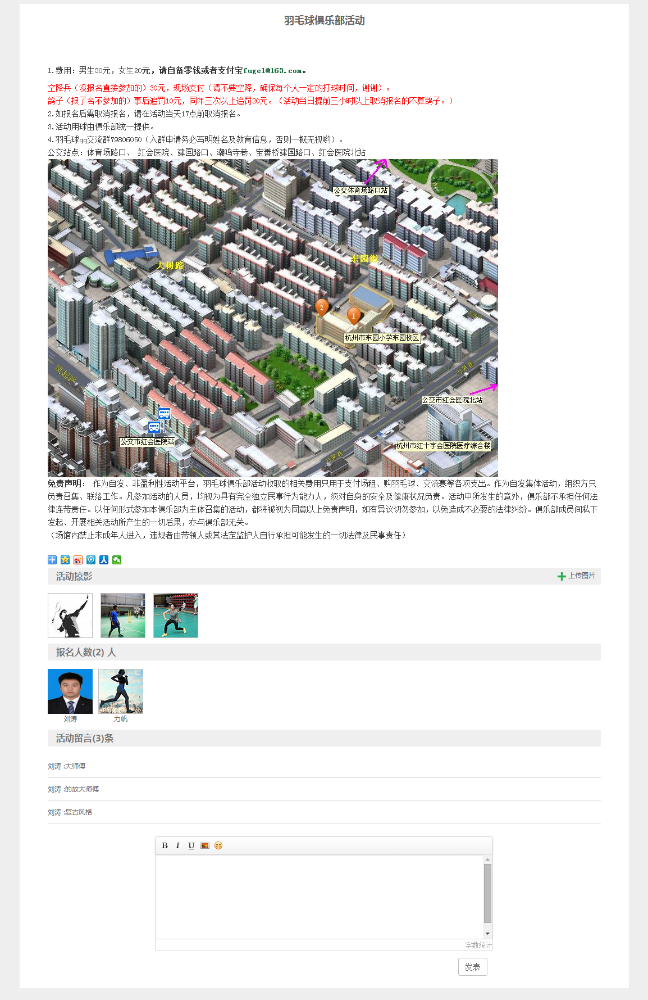 羽毛球俱乐部活动
1.费用：男生30元，女生20元，请自备零钱或者支付宝fugel@163.com。
空降兵（没报名直接参加的）30元，现场支付（请不要空降，确保每个人一定的打球时间，谢谢）。
鸽子（报了名不参加的）事后追罚10元，同年三次以上追罚20元。（活动当日提前三小时以上取消报名的不算鸽子。）
2.如报名后需取消报名，请在活动当天17点前取消报名。
3.活动用球由俱乐部统一提供。
4.羽毛球qq交流群79806050（入群申请务必写明姓名及教育信息，否则一概无视哟）。
公交站点：体育场路口、 红会医院、建国路口、潮鸣寺巷、宝善桥建国路口、红会医院北站
公交体育场路口站
东园街
大树路
2
1
杭州市东园小学东园校区
凤起路
刀茅巷
公交市红会医院北站
公交市红会医院站
杭州市红十字会医院医疗综合楼
刀茅巷
免责声明： 作为自发、非盈利性活动平台，羽毛球俱乐部活动收取的相关费用只用于支付场租、购羽毛球、交流赛等各项支出。作为自发集体活动，组织方只
负责召集、联络工作。凡参加活动的人员，均视为具有完全独立民事行为能力人，须对自身的安全及健康状况负责。活动中所发生的意外，俱乐部不承担任何法
律连带责任。以任何形式参加本俱乐部为主体召集的活动，都将被视为同意以上免责声明，如有异议切勿参加，以免造成不必要的法律纠纷。俱乐部成员间私下
发起、开展相关活动所产生的一切后果，亦与俱乐部无关。
（场馆内禁止未成年人进入，违规者由带领人或其法定监护人自行承担可能发生的一切法律及民事责任）
活动掠影
上传图片
报名人数(2) 人
刘涛
力帆
活动留言(3)条
刘涛 :大师傅
刘涛 :的放大师傅
刘涛 :复古风格
B I U
字数统计
发表